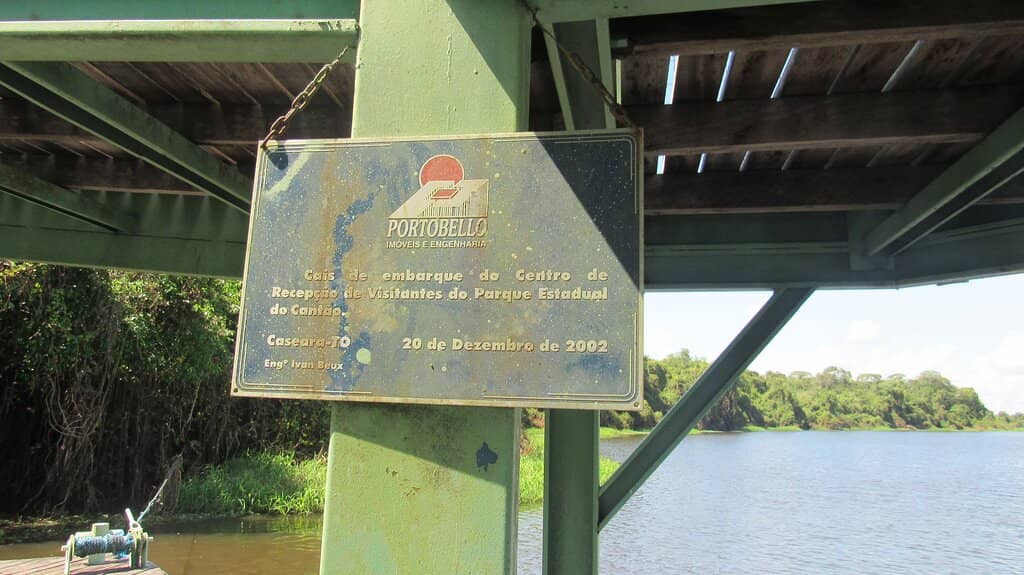 PORTOBELLO
IMÓVEIS E ENGENHARIA
Cais de embarque do Centro de
Recepção de Visitantes do Parque Estadual
do Cantão.
Caseara-TO 20 de Dezembro de 2002
Engº Ivan Beux